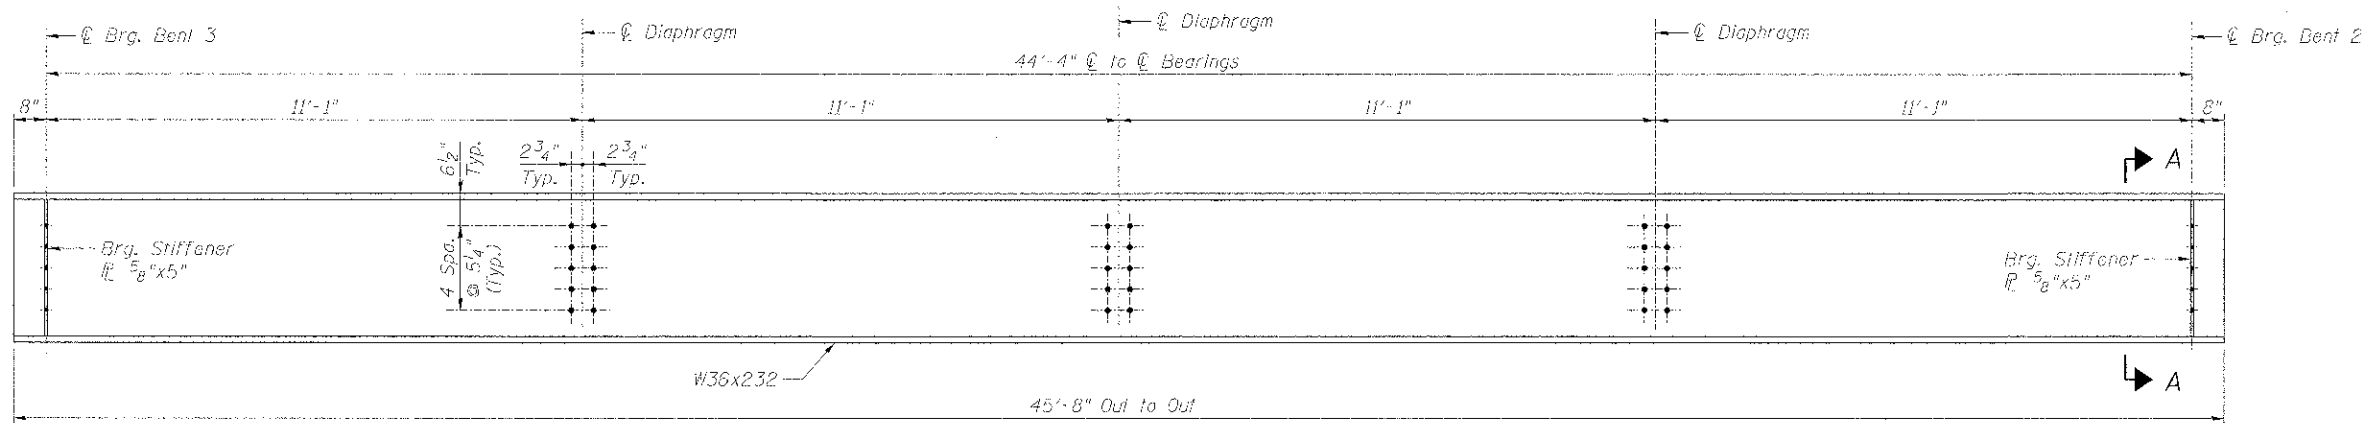 ℄ Brg. Bent 3
℄ Diaphragm
℄ Diaphragm
℄ Diaphragm
℄ Brg. Bent 2
44'-4" ℄ to ℄ Bearings
8"
11'-1"
11'-1"
11'-1"
11'-1"
8"
6½"
Typ.
2¾"
Typ.
2¾"
Typ.
A
4 Spa.
@ 5¼"
(Typ.)
Brg. Stiffener
⅊ ⅝"x5"
Brg. Stiffener
⅊ ⅝"x5"
W36x232
A
45'-8" Out to Out